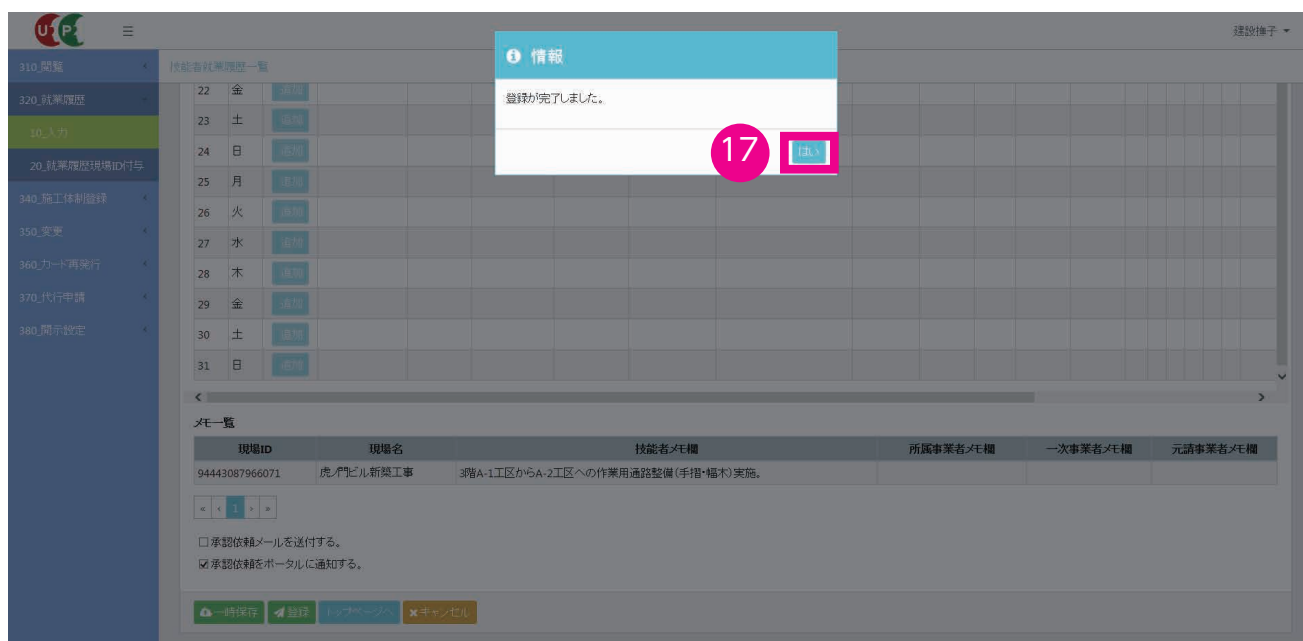 U P
建設撫子
310_閲覧
320_就業履歴
10_入力
20_就業履歴現場ID付与
340_施工体制登録
350_変更
360_カード再発行
370_代行申請
380_開示設定
技能者就業履歴一覧
情報
登録が完了しました。
17 はい
22 金 追加
23 土 追加
24 日 追加
25 月 追加
26 火 追加
27 水 追加
28 木 追加
29 金 追加
30 土 追加
31 日 追加
メモ一覧
現場ID 現場名 技能者メモ欄 所属事業者メモ欄 一次事業者メモ欄 元請事業者メモ欄
94443087966071 虎ノ門ビル新築工事 3階A-1工区からA-2工区への作業用通路整備(手摺・幅木)実施。
« ‹ 1 › »
承認依頼メールを送付する。
承認依頼をポータルに通知する。
一時保存 登録 トップページへ キャンセル